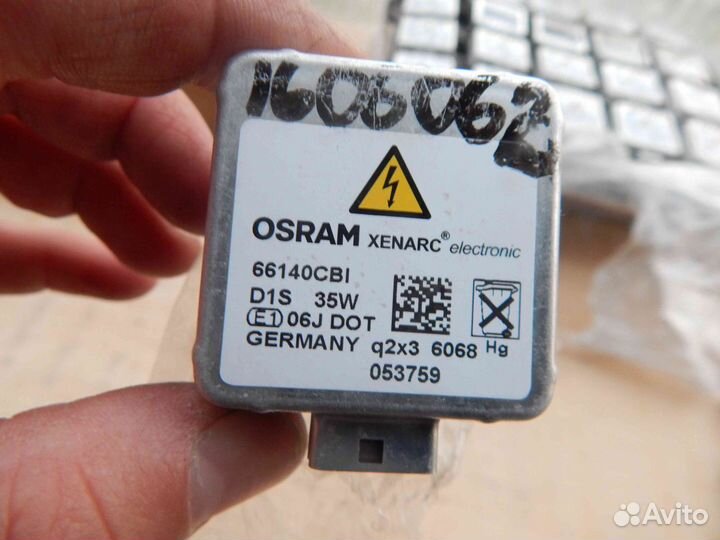 1606062
OSRAM XENARC® electronic
66140CBI
D1S 35W
E1 06J DOT
GERMANY q2x3 6068 Hg
053759
Avito